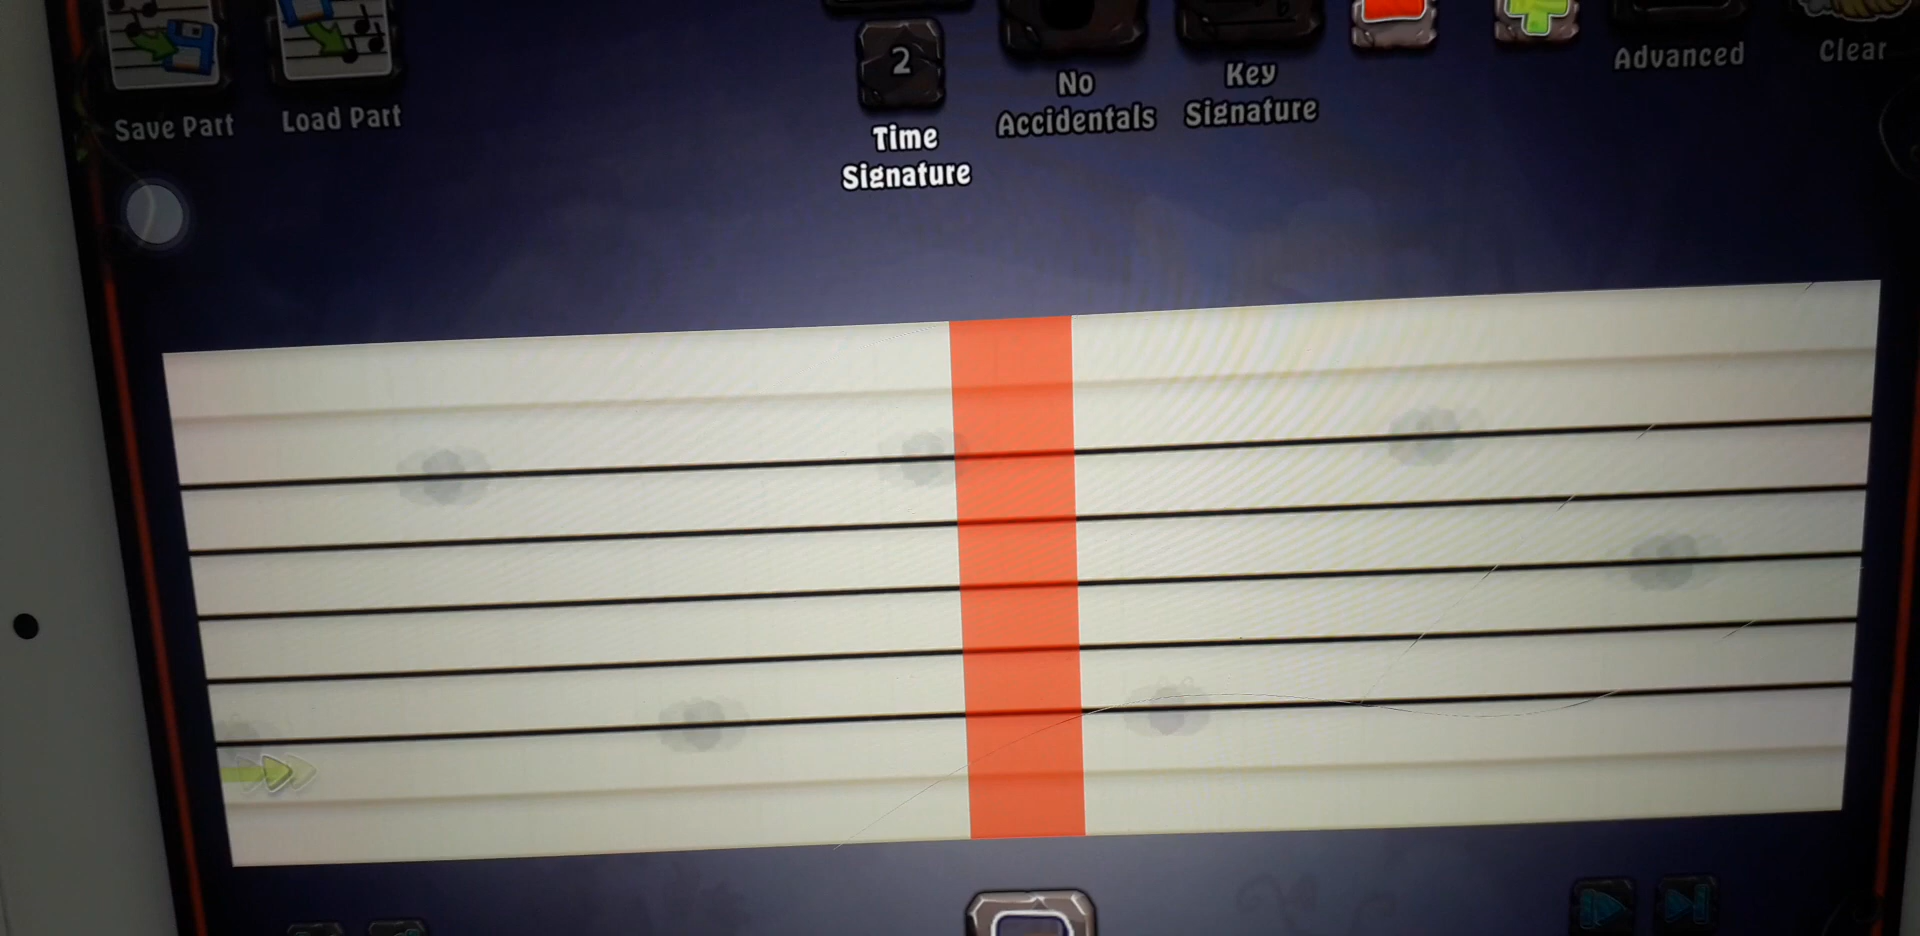 Save Part
Load Part
2
Time
Signature
No
Accidentals
Key
Signature
Advanced
Clear